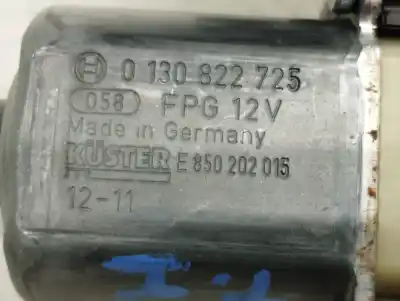 0 130 822 725
058 FPG 12V
Made in Germany
KÜSTER E 850 202 015
12-11